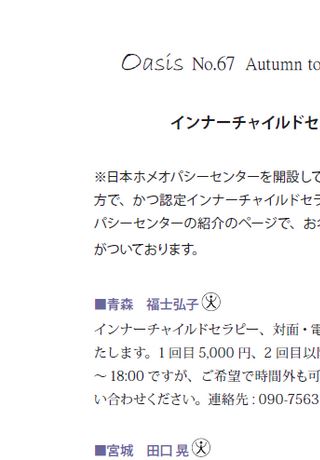 Oasis No.67 Autumn to
インナーチャイルドセ
※日本ホメオパシーセンターを開設して
方で、かつ認定インナーチャイルドセラ
パシーセンターの紹介のページで、お名
がついております。
■青森 福士弘子
インナーチャイルドセラピー、対面・電
たします。1回目5,000円、2回目以降
～18:00ですが、ご希望で時間外も可
い合わせください。連絡先:090-7563
■宮城 田口晃